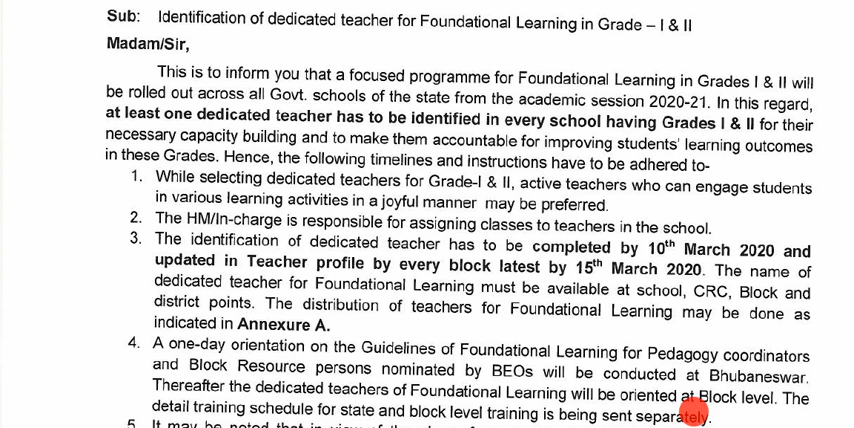 Sub: Identification of dedicated teacher for Foundational Learning in Grade – I & II
Madam/Sir,
This is to inform you that a focused programme for Foundational Learning in Grades I & II will
be rolled out across all Govt. schools of the state from the academic session 2020-21. In this regard,
at least one dedicated teacher has to be identified in every school having Grades I & II for their
necessary capacity building and to make them accountable for improving students' learning outcomes
in these Grades. Hence, the following timelines and instructions have to be adhered to-
1. While selecting dedicated teachers for Grade-I & II, active teachers who can engage students
in various learning activities in a joyful manner may be preferred.
2. The HM/In-charge is responsible for assigning classes to teachers in the school.
3. The identification of dedicated teacher has to be completed by 10th March 2020 and
updated in Teacher profile by every block latest by 15th March 2020. The name of
dedicated teacher for Foundational Learning must be available at school, CRC, Block and
district points. The distribution of teachers for Foundational Learning may be done as
indicated in Annexure A.
4. A one-day orientation on the Guidelines of Foundational Learning for Pedagogy coordinators
and Block Resource persons nominated by BEOs will be conducted at Bhubaneswar.
Thereafter the dedicated teachers of Foundational Learning will be oriented at Block level. The
detail training schedule for state and block level training is being sent separately.
5. It may be noted that in view of the